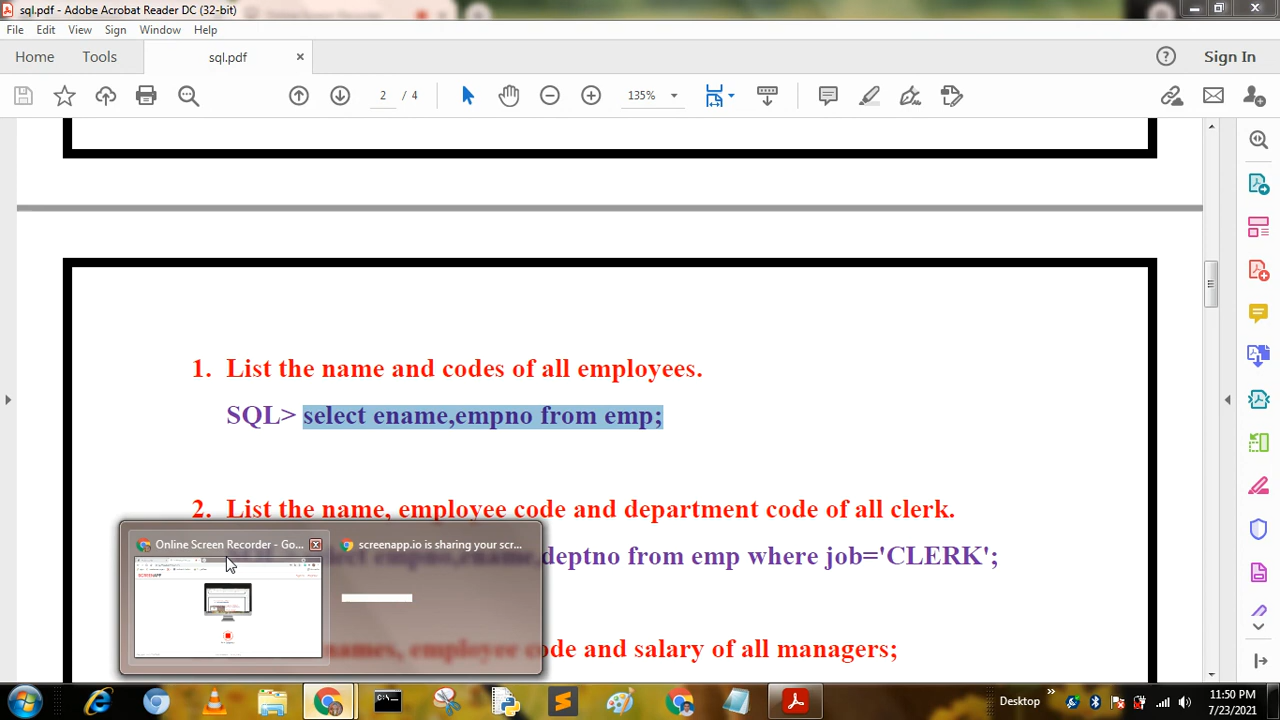 sql.pdf - Adobe Acrobat Reader DC (32-bit)
File Edit View Sign Window Help
Home Tools sql.pdf × ? Sign In
2 / 4 135%
1. List the name and codes of all employees.
SQL> select ename,empno from emp;
2. List the name, employee code and department code of all clerk.
deptno from emp where job='CLERK';
names, employee code and salary of all managers;
Online Screen Recorder - Go... screenapp.io is sharing your scr...
Desktop » 11:50 PM
7/23/2021